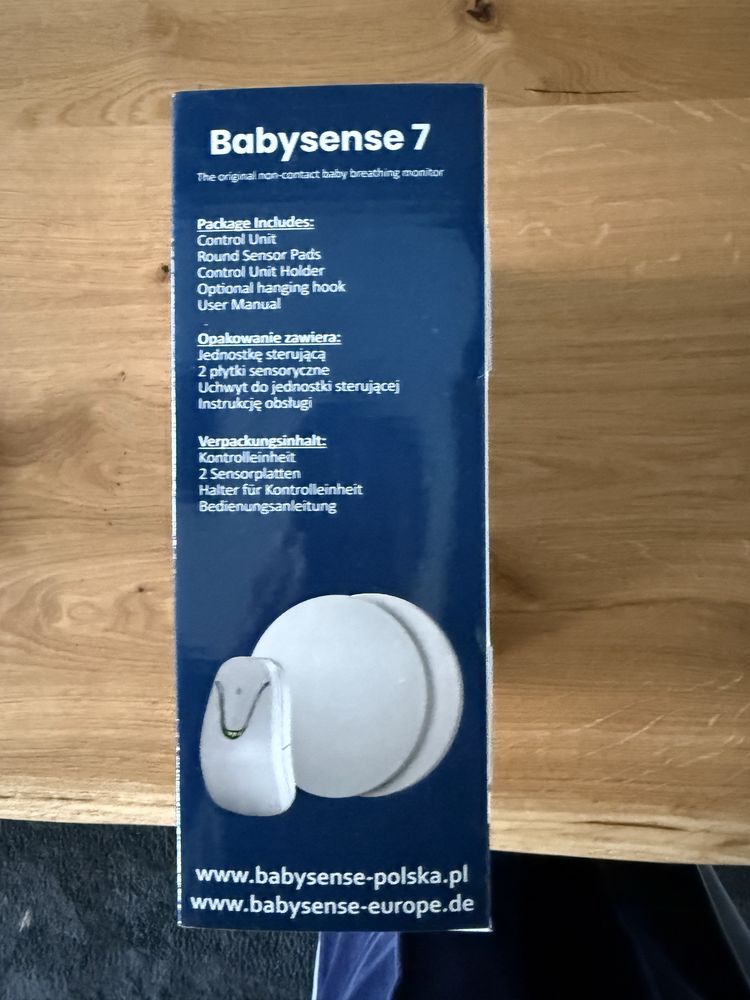 Babysense 7
The original non-contact baby breathing monitor
Package Includes:
Control Unit
Round Sensor Pads
Control Unit Holder
Optional hanging hook
User Manual
Opakowanie zawiera:
Jednostkę sterującą
2 płytki sensoryczne
Uchwyt do jednostki sterującej
Instrukcję obsługi
Verpackungsinhalt:
Kontrolleinheit
2 Sensorplatten
Halter für Kontrolleinheit
Bedienungsanleitung
www.babysense-polska.pl
www.babysense-europe.de